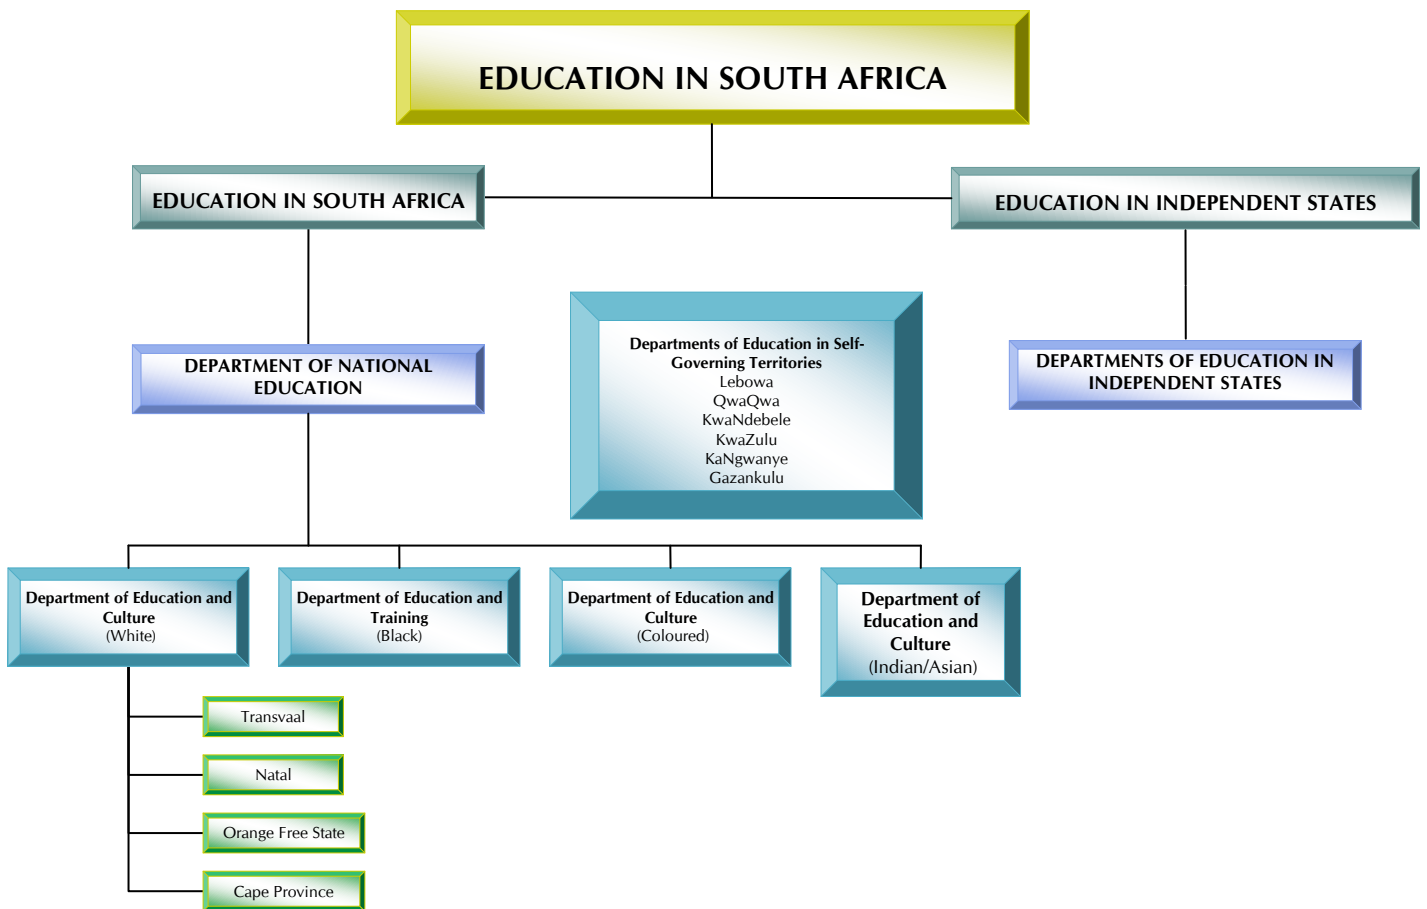 EDUCATION IN SOUTH AFRICA
EDUCATION IN SOUTH AFRICA
EDUCATION IN INDEPENDENT STATES
Departments of Education in Self-
Governing Territories
Lebowa
QwaQwa
KwaNdebele
KwaZulu
KaNgwanye
Gazankulu
DEPARTMENT OF NATIONAL
EDUCATION
DEPARTMENTS OF EDUCATION IN
INDEPENDENT STATES
Department of Education and
Culture
(White)
Department of Education and
Training
(Black)
Department of Education and
Culture
(Coloured)
Department of
Education and
Culture
(Indian/Asian)
Transvaal
Natal
Orange Free State
Cape Province